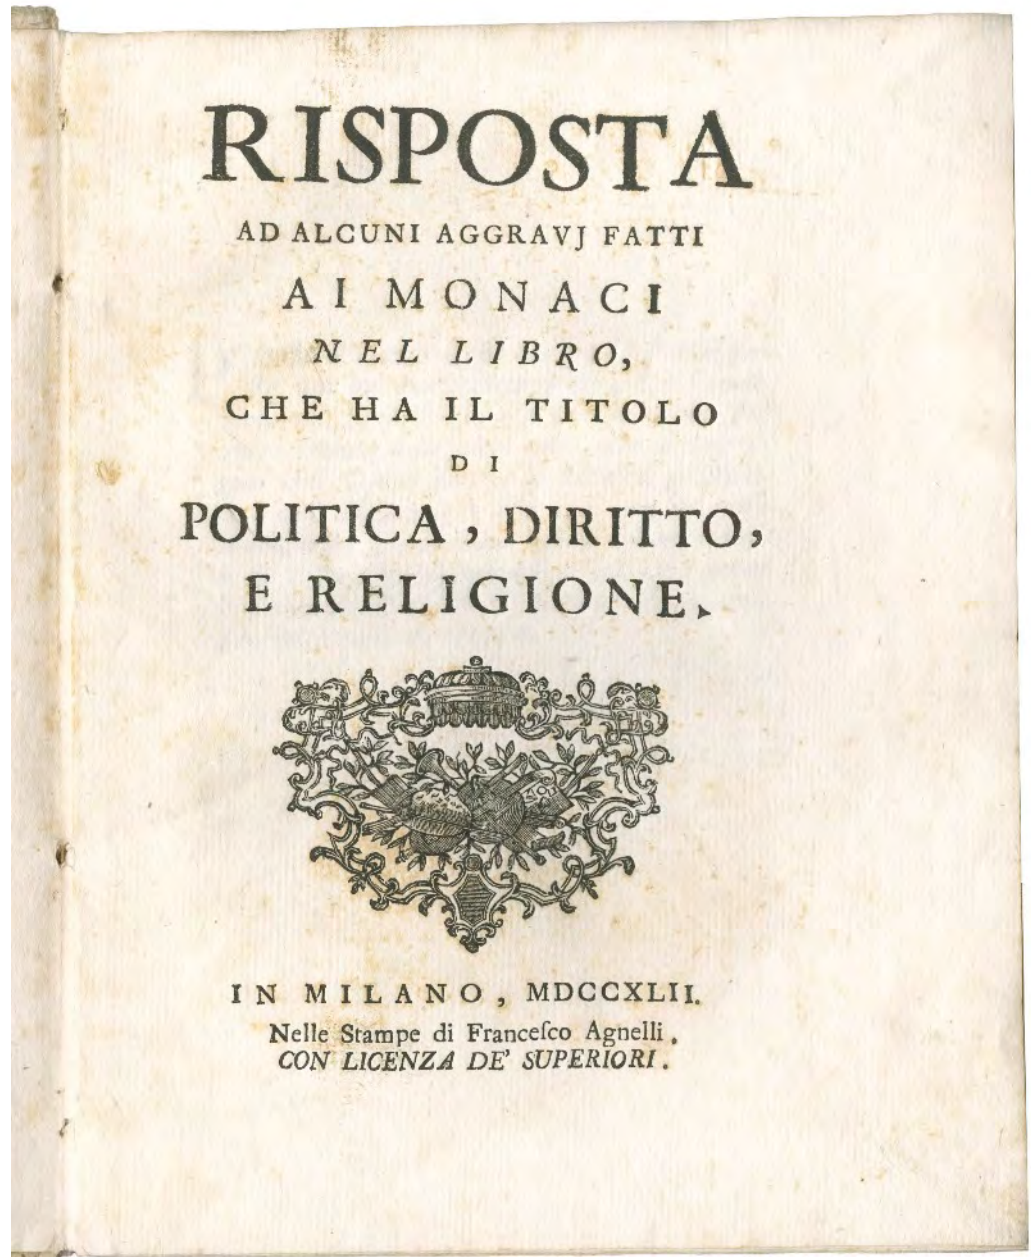 RISPOSTA
AD ALCUNI AGGRAVJ FATTI
AI MONACI
NEL LIBRO,
CHE HA IL TITOLO
DI
POLITICA, DIRITTO,
E RELIGIONE.
IN MILANO, MDCCXLII.
Nelle Stampe di Franceſco Agnelli.
CON LICENZA DE' SUPERIORI.